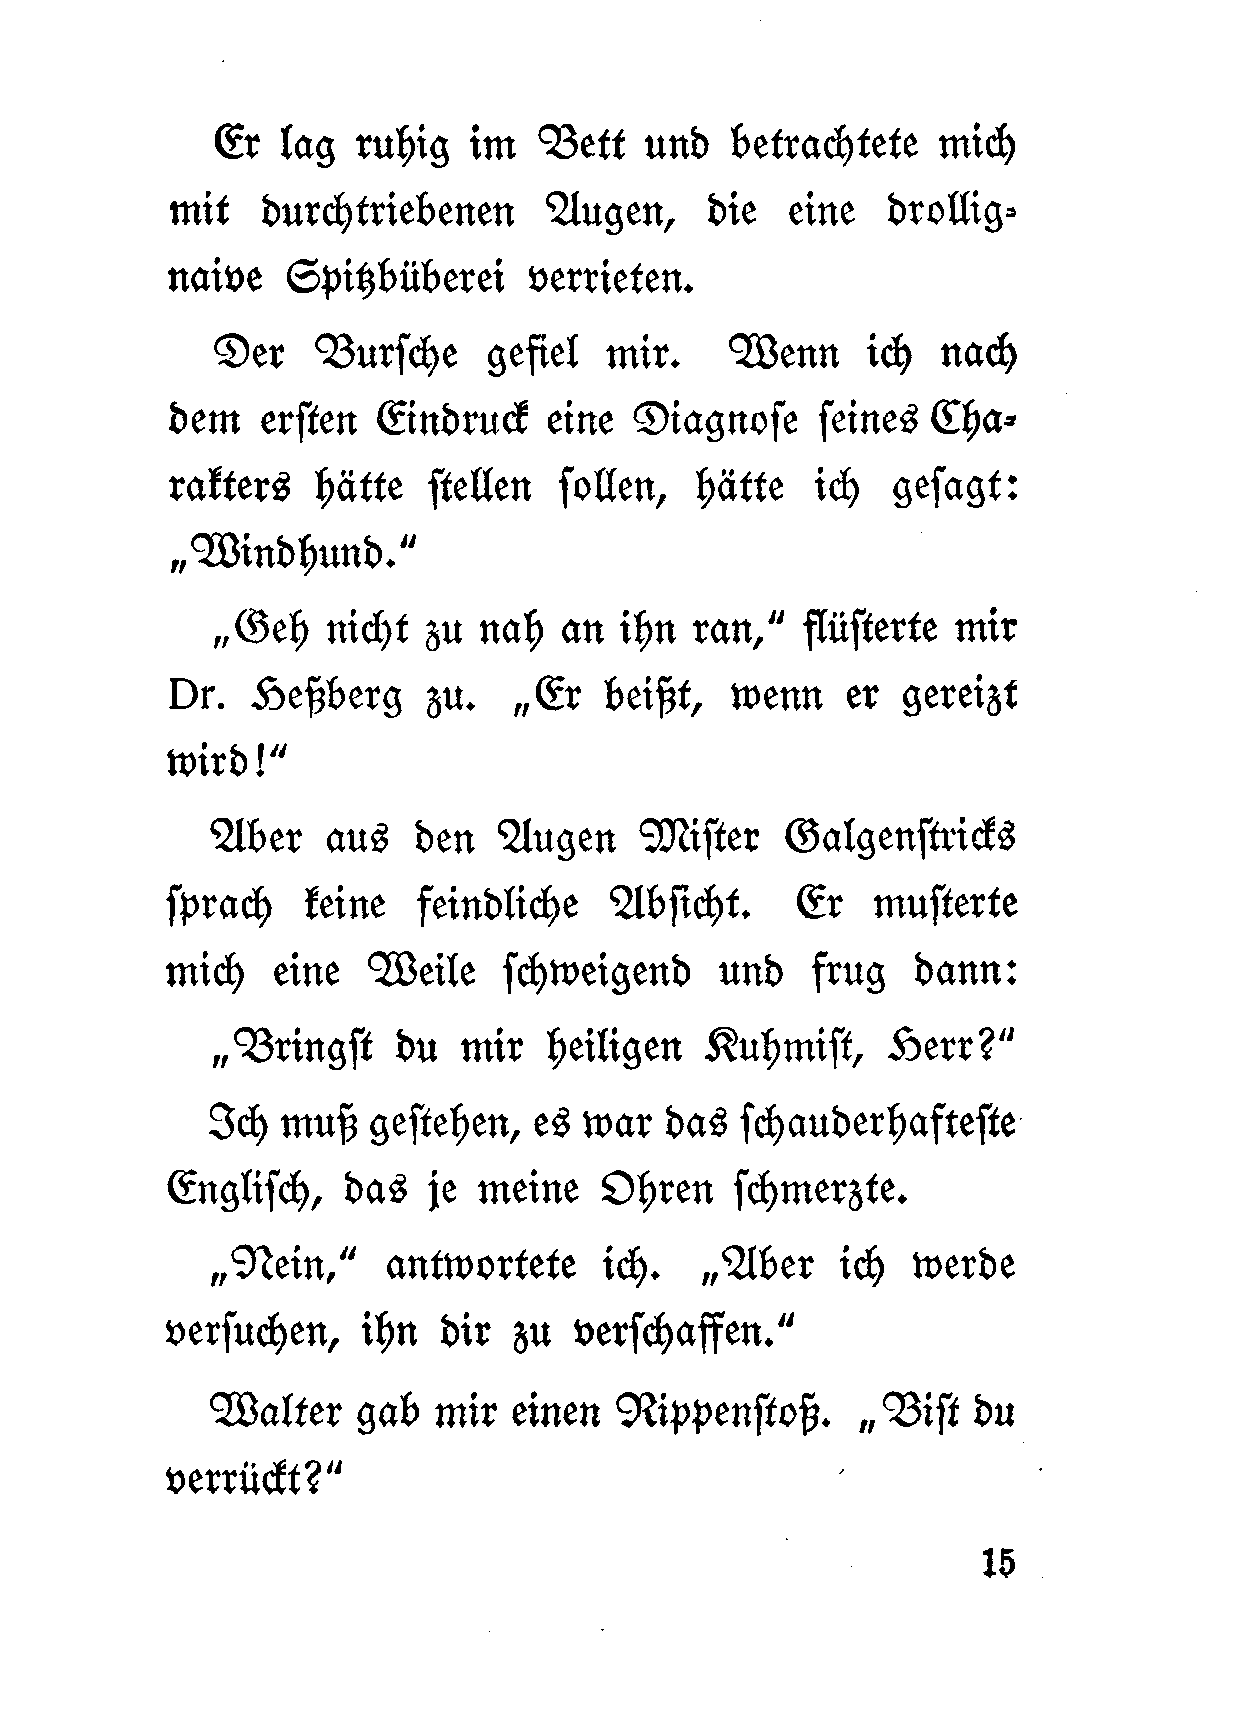 Er lag ruhig im Bett und betrachtete mich
mit durchtriebenen Augen, die eine drollig-
naive Spitzbüberei verrieten.
Der Bursche gefiel mir. Wenn ich nach
dem ersten Eindruck eine Diagnose seines Cha-
rakters hätte stellen sollen, hätte ich gesagt:
„Windhund.“
„Geh nicht zu nah an ihn ran,“ flüsterte mir
Dr. Heßberg zu. „Er beißt, wenn er gereizt
wird!“
Aber aus den Augen Mister Galgenstricks
sprach keine feindliche Absicht. Er musterte
mich eine Weile schweigend und frug dann:
„Bringst du mir heiligen Kuhmist, Herr?“
Ich muß gestehen, es war das schauderhafteste
Englisch, das je meine Ohren schmerzte.
„Nein,“ antwortete ich. „Aber ich werde
versuchen, ihn dir zu verschaffen.“
Walter gab mir einen Rippenstoß. „Bist du
verrückt?“
15